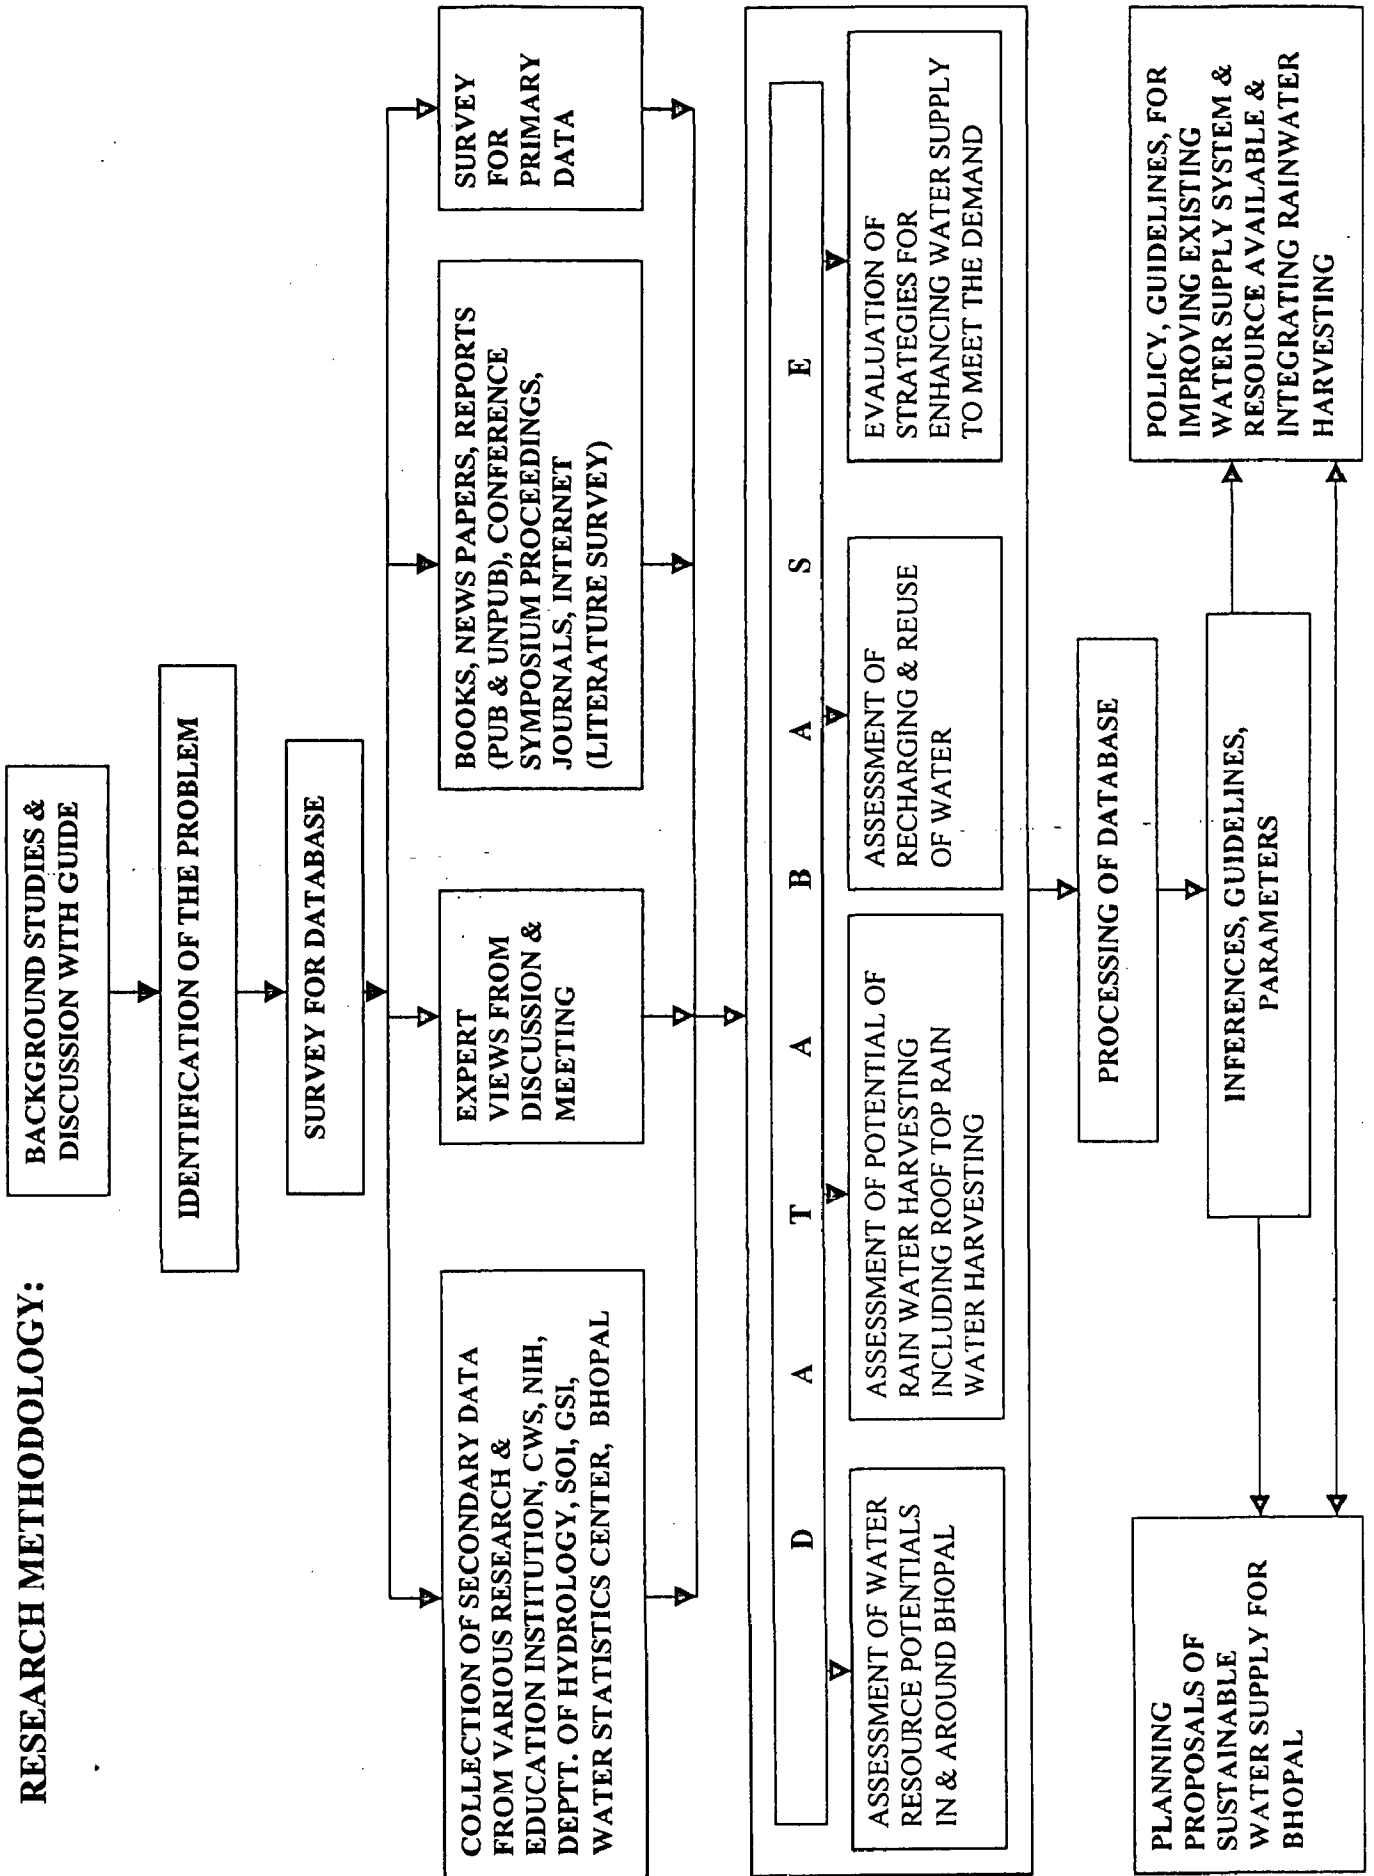 RESEARCH METHODOLOGY:
BACKGROUND STUDIES &
DISCUSSION WITH GUIDE
IDENTIFICATION OF THE PROBLEM
SURVEY FOR DATABASE
COLLECTION OF SECONDARY DATA
FROM VARIOUS RESEARCH &
EDUCATION INSTITUTION, CWS, NIH,
DEPTT. OF HYDROLOGY, SOI, GSI,
WATER STATISTICS CENTER, BHOPAL
EXPERT
VIEWS FROM
DISCUSSION &
MEETING
BOOKS, NEWS PAPERS, REPORTS
(PUB & UNPUB), CONFERENCE
SYMPOSIUM PROCEEDINGS,
JOURNALS, INTERNET
(LITERATURE SURVEY)
SURVEY
FOR
PRIMARY
DATA
D A T A B A S E
ASSESSMENT OF WATER
RESOURCE POTENTIALS
IN & AROUND BHOPAL
ASSESSMENT OF POTENTIAL OF
RAIN WATER HARVESTING
INCLUDING ROOF TOP RAIN
WATER HARVESTING
ASSESSMENT OF
RECHARGING & REUSE
OF WATER
EVALUATION OF
STRATEGIES FOR
ENHANCING WATER SUPPLY
TO MEET THE DEMAND
PROCESSING OF DATABASE
INFERENCES, GUIDELINES,
PARAMETERS
PLANNING
PROPOSALS OF
SUSTAINABLE
WATER SUPPLY FOR
BHOPAL
POLICY, GUIDELINES, FOR
IMPROVING EXISTING
WATER SUPPLY SYSTEM &
RESOURCE AVAILABLE &
INTEGRATING RAINWATER
HARVESTING